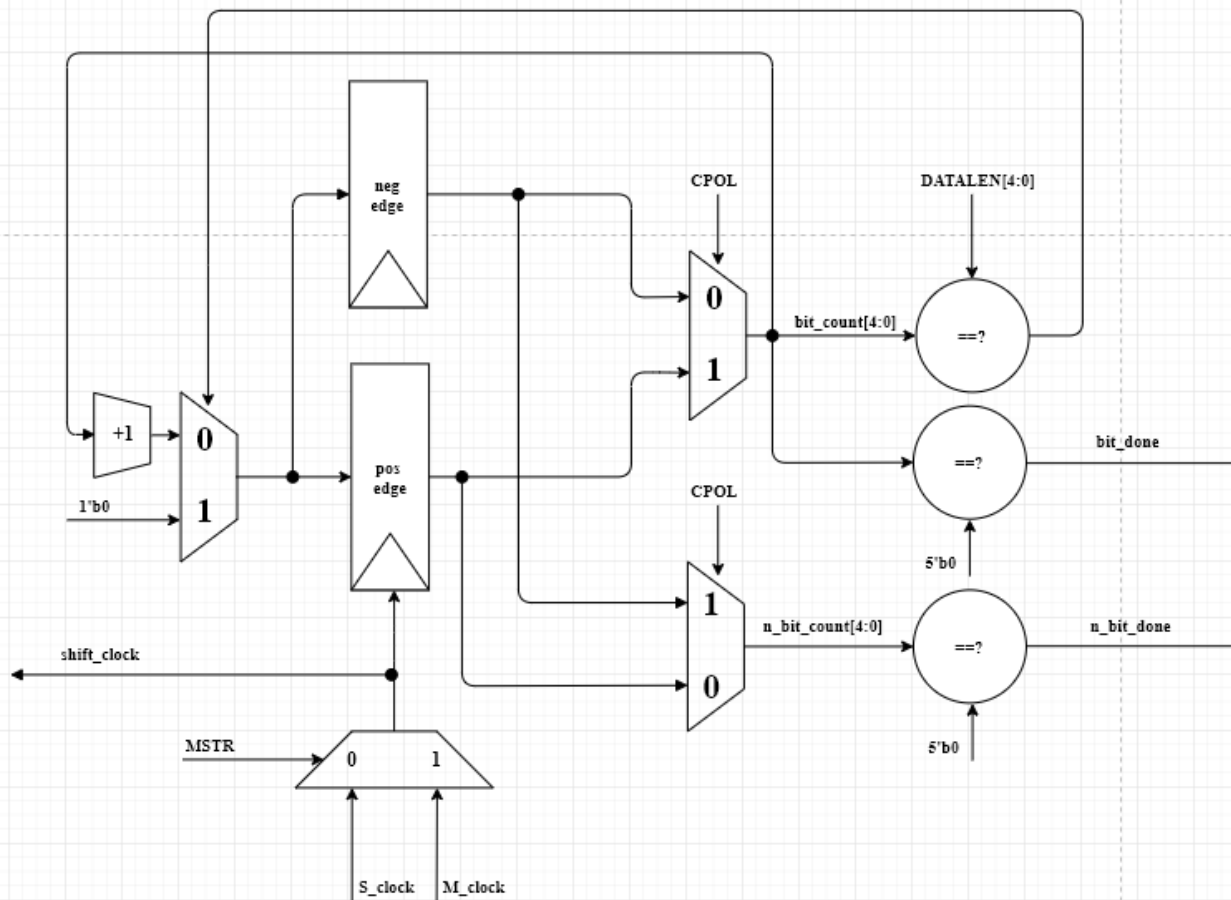 neg
edge
CPOL
DATALEN[4:0]
0
1
bit_count[4:0]
==?
+1
0
1
1'b0
pos
edge
==?
bit_done
5'b0
CPOL
1
0
n_bit_count[4:0]
==?
n_bit_done
5'b0
shift_clock
MSTR
0
1
S_clock
M_clock